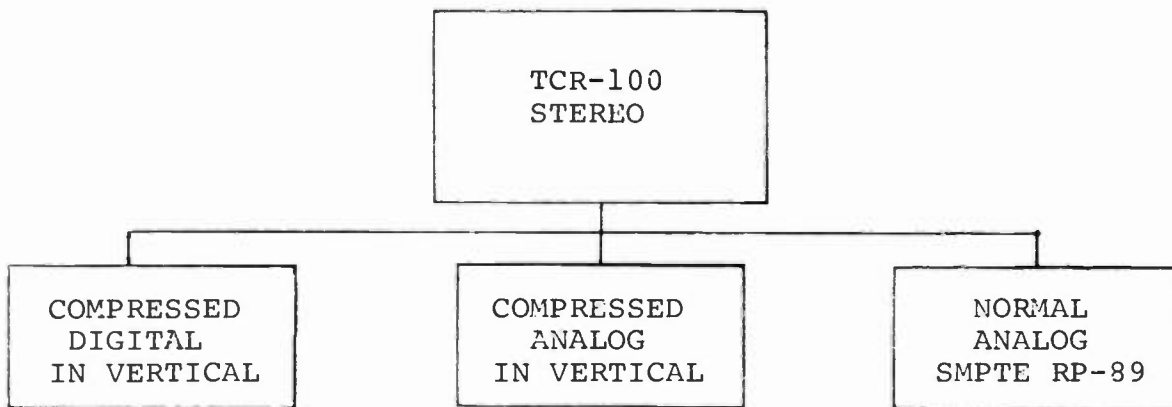 TCR-100
STEREO
COMPRESSED
DIGITAL
IN VERTICAL
COMPRESSED
ANALOG
IN VERTICAL
NORMAL
ANALOG
SMPTE RP-89